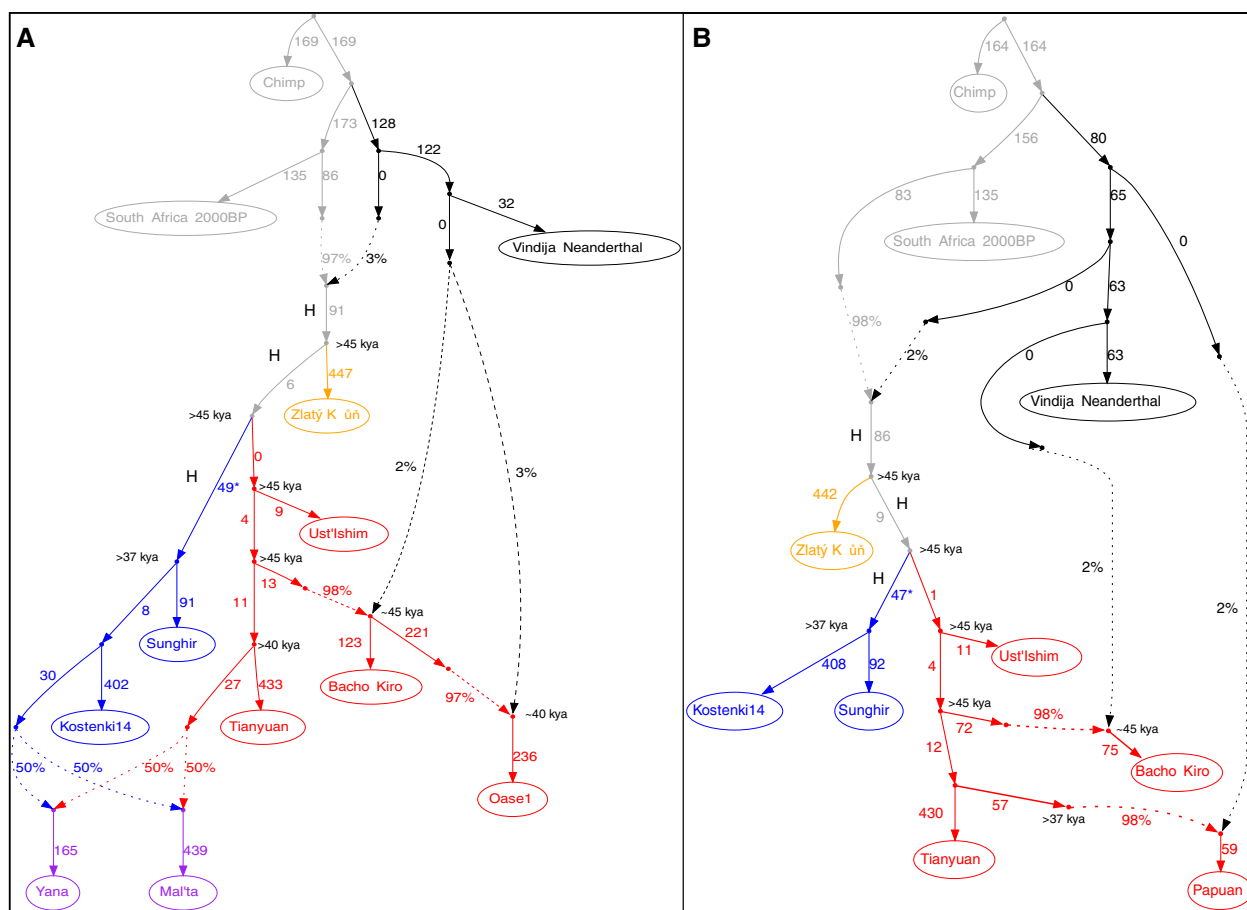 A
169 169
Chimp
173
128
122
135 86
0
32
South Africa 2000BP
0
Vindija Neanderthal
97% 3%
H 91
H >45 kya
6
447
>45 kya
Zlatý K ůň
0
2%
3%
H
49* >45 kya
9
4
Ust'Ishim
>37 kya >45 kya
13 98%
8 91 11
~45 kya
Sunghir
123 221
>40 kya
30
402
27 433
Bacho Kiro
97%
Kostenki14
Tianyuan
~40 kya
50% 50% 50% 50%
236
Oase1
165 439
Yana Mal'ta
B
164 164
Chimp
156
80
83 135
65
South Africa 2000BP
0
0 63
98%
2%
0 63
Vindija Neanderthal
H 86
442 >45 kya
H
9
Zlatý K ůň
>45 kya
2%
H
47* 1
2%
>37 kya >45 kya
408 92 11
Ust'Ishim
4
Kostenki14 Sunghir
>45 kya
72 98% ~45 kya
12 75
Bacho Kiro
430 57
>37 kya 98%
59
Tianyuan
Papuan